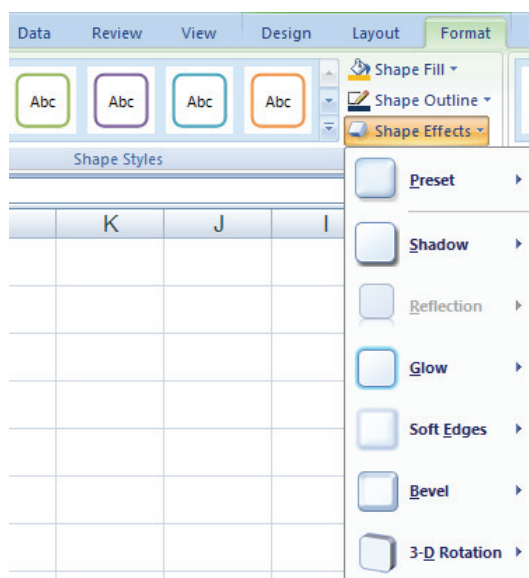 Data Review View Design Layout Format
Abc Abc Abc Abc
Shape Fill
Shape Outline
Shape Effects
Shape Styles
K J I
Preset
Shadow
Reflection
Glow
Soft Edges
Bevel
3-D Rotation